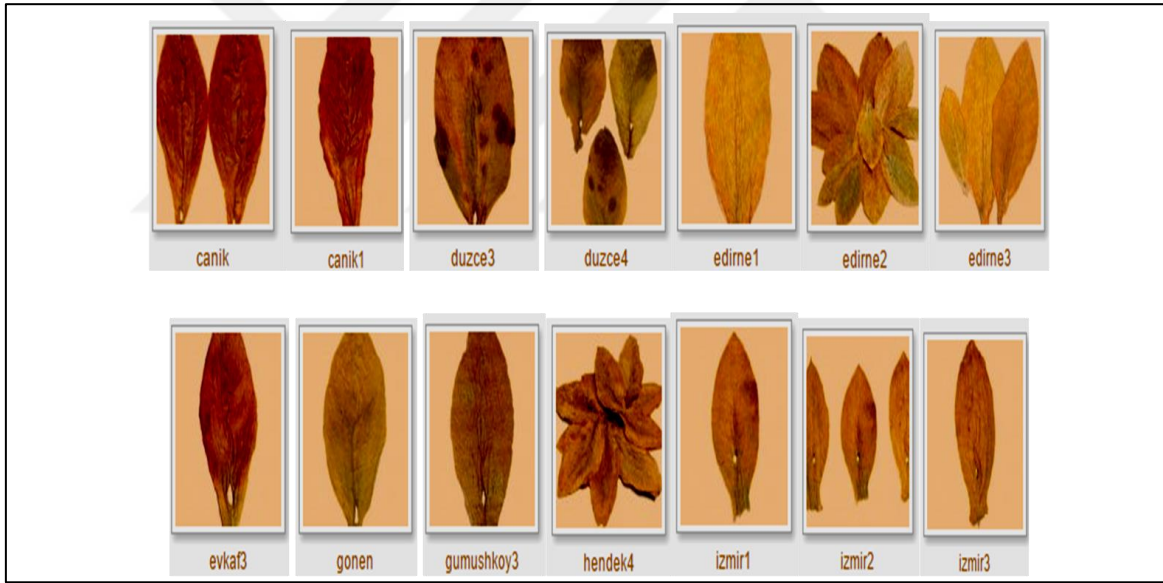 canik canik1 duzce3 duzce4 edirne1 edirne2 edirne3
evkaf3 gonen gumushkoy3 hendek4 izmir1 izmir2 izmir3